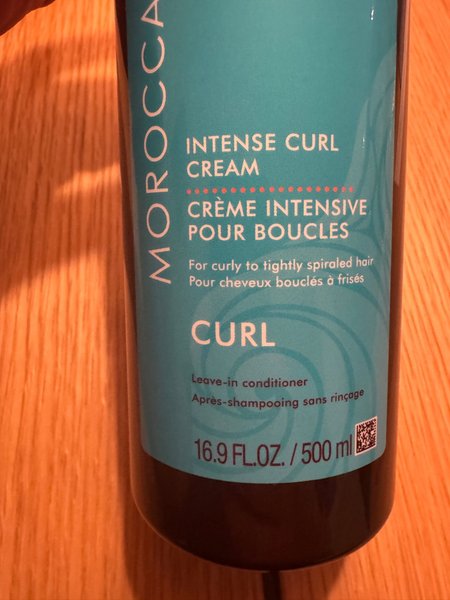 MOROCCA
INTENSE CURL
CREAM
CRÈME INTENSIVE
POUR BOUCLES
For curly to tightly spiraled hair
Pour cheveux bouclés à frisés
CURL
Leave-in conditioner
Après-shampooing sans rinçage
16.9 FL.OZ. / 500 ml